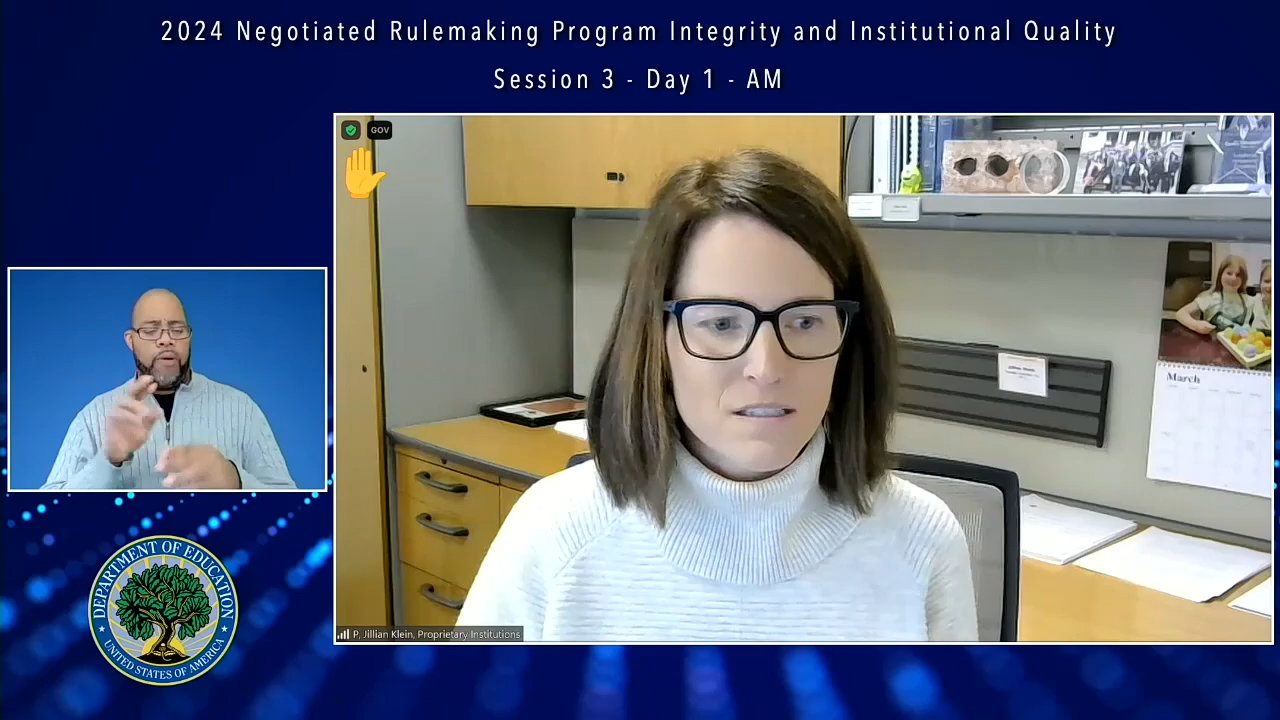 2024 Negotiated Rulemaking Program Integrity and Institutional Quality
Session 3 - Day 1 - AM
GOV
P. Jillian Klein, Proprietary Institutions
March
DEPARTMENT OF EDUCATION
UNITED STATES OF AMERICA